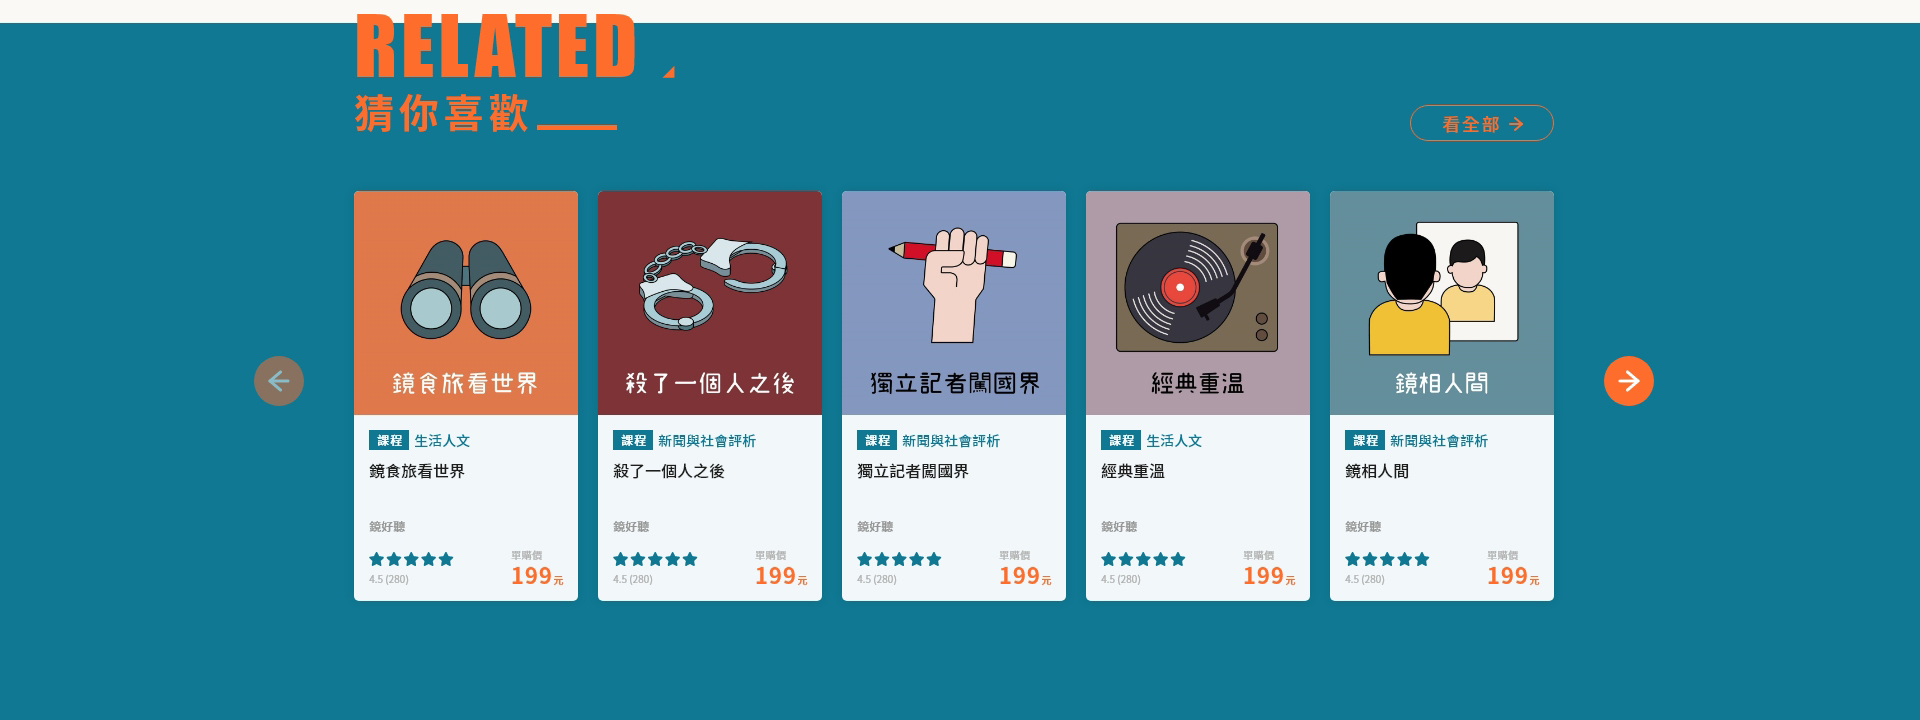 RELATED
猜你喜歡
看全部
鏡食旅看世界
課程 生活人文
鏡食旅看世界
鏡好聽
單購價
4.5 (280)
199元
殺了一個人之後
課程 新聞與社會評析
殺了一個人之後
鏡好聽
單購價
4.5 (280)
199元
獨立記者闖國界
課程 新聞與社會評析
獨立記者闖國界
鏡好聽
單購價
4.5 (280)
199元
經典重溫
課程 生活人文
經典重溫
鏡好聽
單購價
4.5 (280)
199元
鏡相人間
課程 新聞與社會評析
鏡相人間
鏡好聽
單購價
4.5 (280)
199元